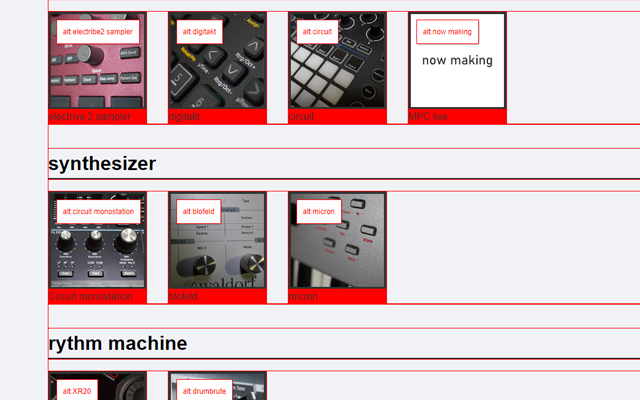 alt:electribe2 sampler
alt:digitakt
alt:circuit
alt:now making
now making
electrive 2 sampler
digitakt
circuit
MPC live
synthesizer
alt:circuit monostation
alt:blofeld
alt:micron
waldorf
Circuit monostation
blofeld
micron
rythm machine
alt:XR20
alt:drumbrute